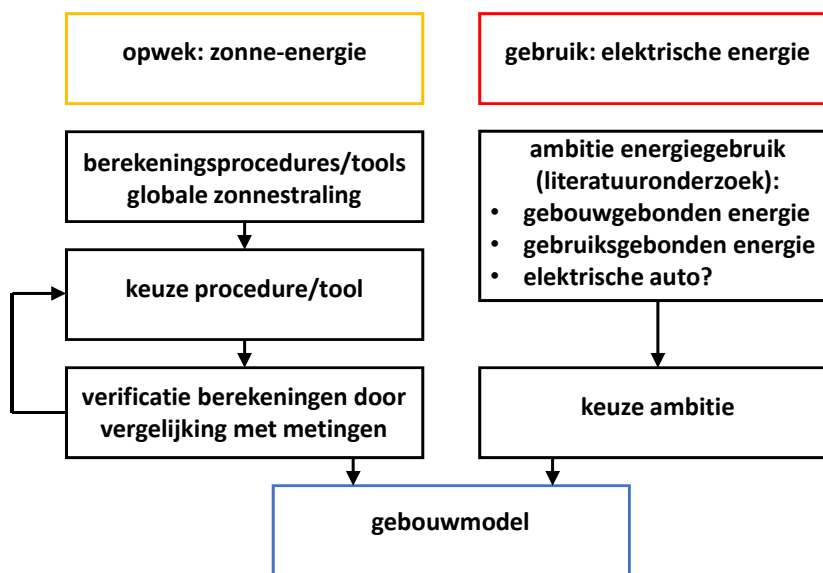 opwek: zonne-energie
gebruik: elektrische energie
berekeningsprocedures/tools
globale zonnestraling
keuze procedure/tool
verificatie berekeningen door
vergelijking met metingen
ambitie energiegebruik
(literatuuronderzoek):
• gebouwgebonden energie
• gebruiksgebonden energie
• elektrische auto?
keuze ambitie
gebouwmodel